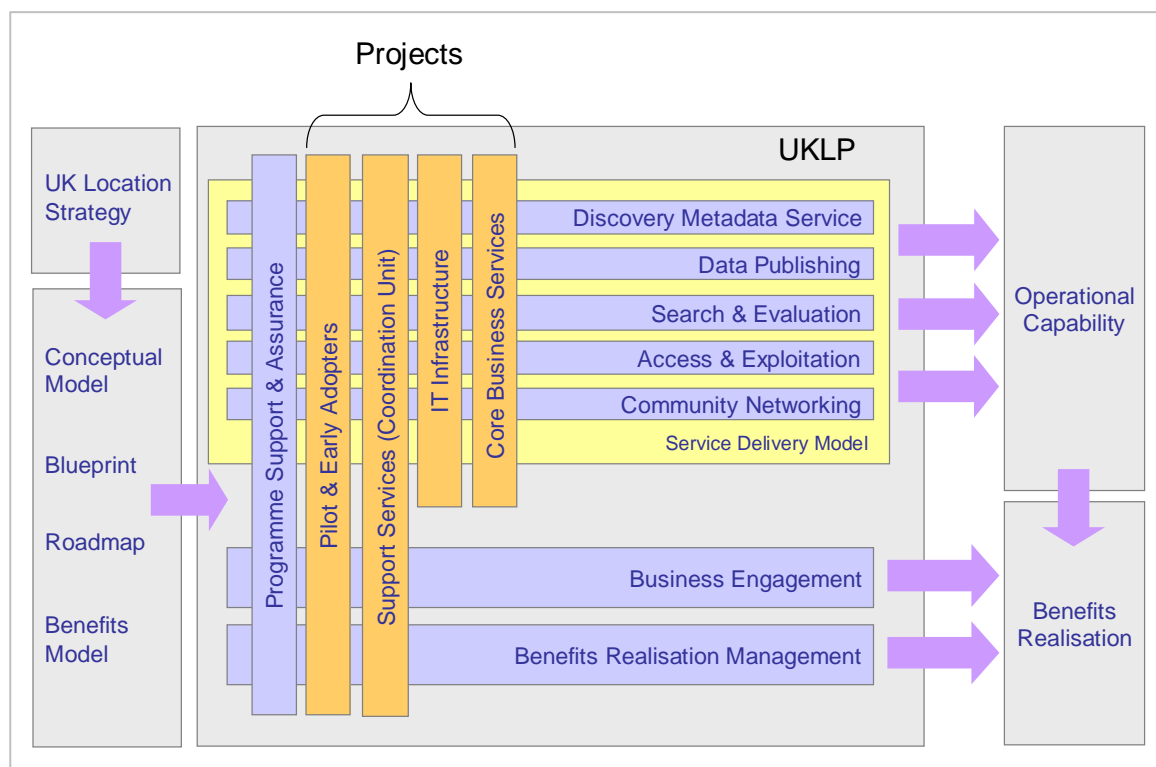 Projects
UKLP
UK Location
Strategy
Conceptual
Model
Blueprint
Roadmap
Benefits
Model
Programme Support & Assurance
Pilot & Early Adopters
Support Services (Coordination Unit)
IT Infrastructure
Core Business Services
Discovery Metadata Service
Data Publishing
Search & Evaluation
Access & Exploitation
Community Networking
Service Delivery Model
Business Engagement
Benefits Realisation Management
Operational
Capability
Benefits
Realisation